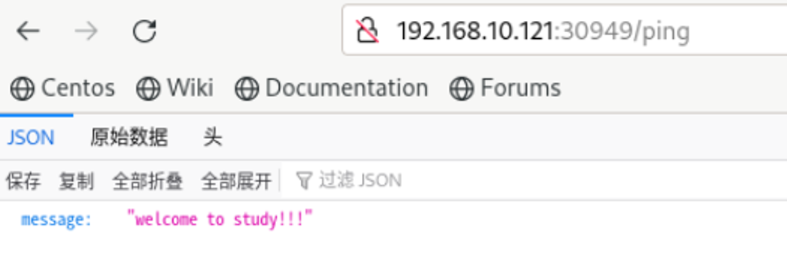 192.168.10.121:30949/ping
Centos Wiki Documentation Forums
JSON 原始数据 头
保存 复制 全部折叠 全部展开 过滤 JSON
message: "welcome to study!!!"